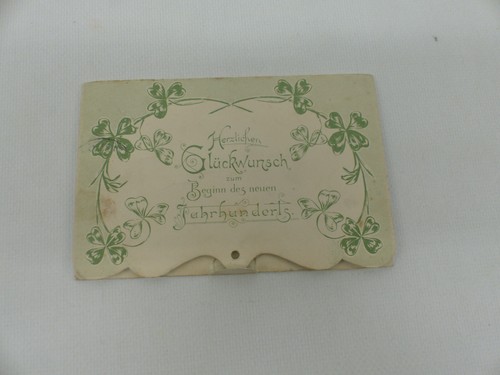 Herzlichen
Glückwunsch
zum
Beginn des neuen
Jahrhunderts.